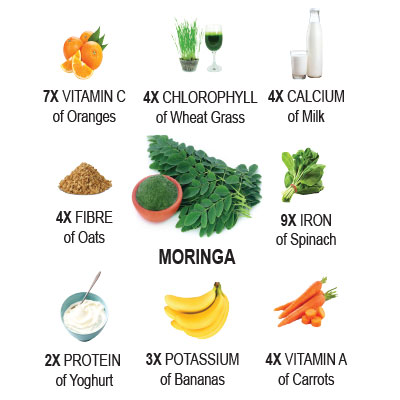 7X VITAMIN C
of Oranges
4X CHLOROPHYLL
of Wheat Grass
4X CALCIUM
of Milk
4X FIBRE
of Oats
MORINGA
9X IRON
of Spinach
2X PROTEIN
of Yoghurt
3X POTASSIUM
of Bananas
4X VITAMIN A
of Carrots